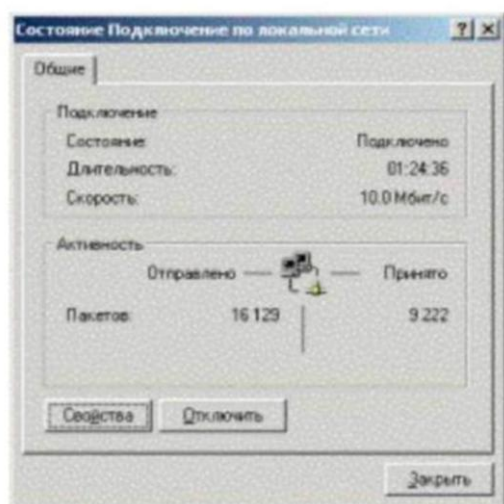 Состояние Подключение по локальной сети
Общие
Подключение
Состояние: Подключено
Длительность: 01:24:36
Скорость: 10.0 Мбит/с
Активность
Отправлено — Принято
Пакетов: 16 129 9 222
Свойства Отключить
Закрыть